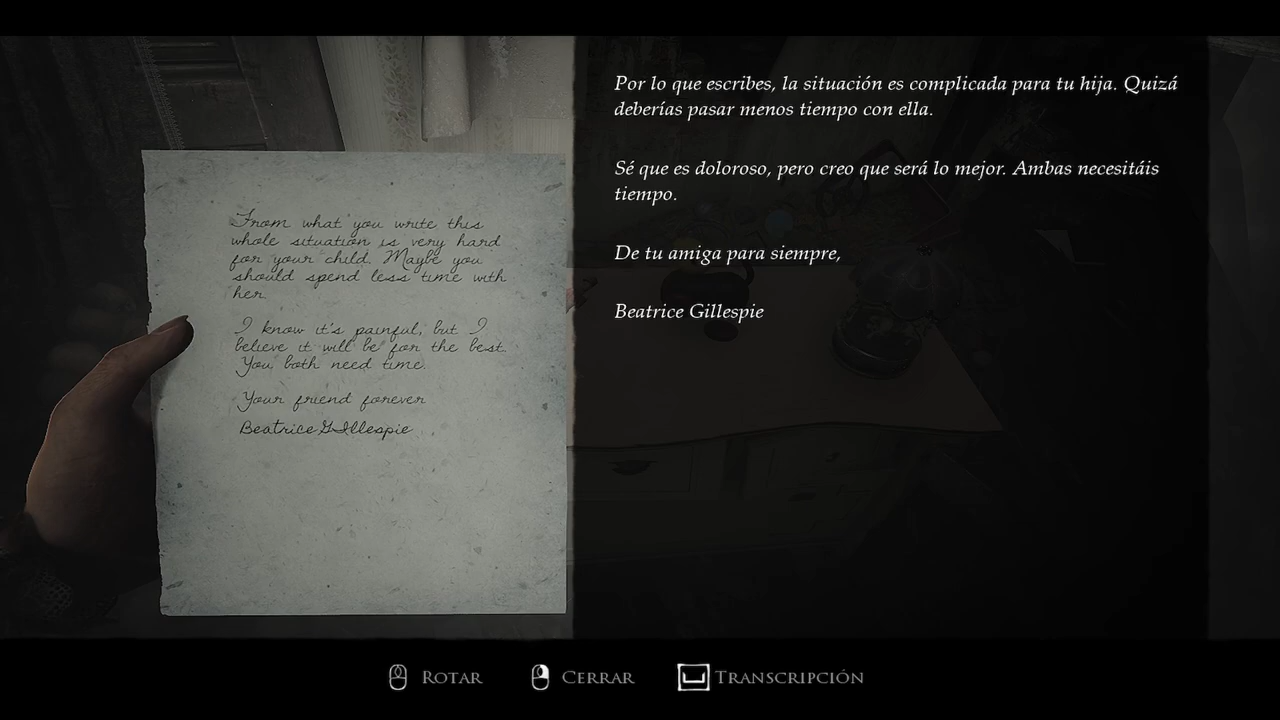 From what you write this
whole situation is very hard
for your child. Maybe you
should spend less time with
her.
I know it's painful, but I
believe it will be for the best.
You both need time.
Your friend forever
Beatrice Gillespie
Por lo que escribes, la situación es complicada para tu hija. Quizá
deberías pasar menos tiempo con ella.
Sé que es doloroso, pero creo que será lo mejor. Ambas necesitáis
tiempo.
De tu amiga para siempre,
Beatrice Gillespie
ROTAR CERRAR TRANSCRIPCIÓN